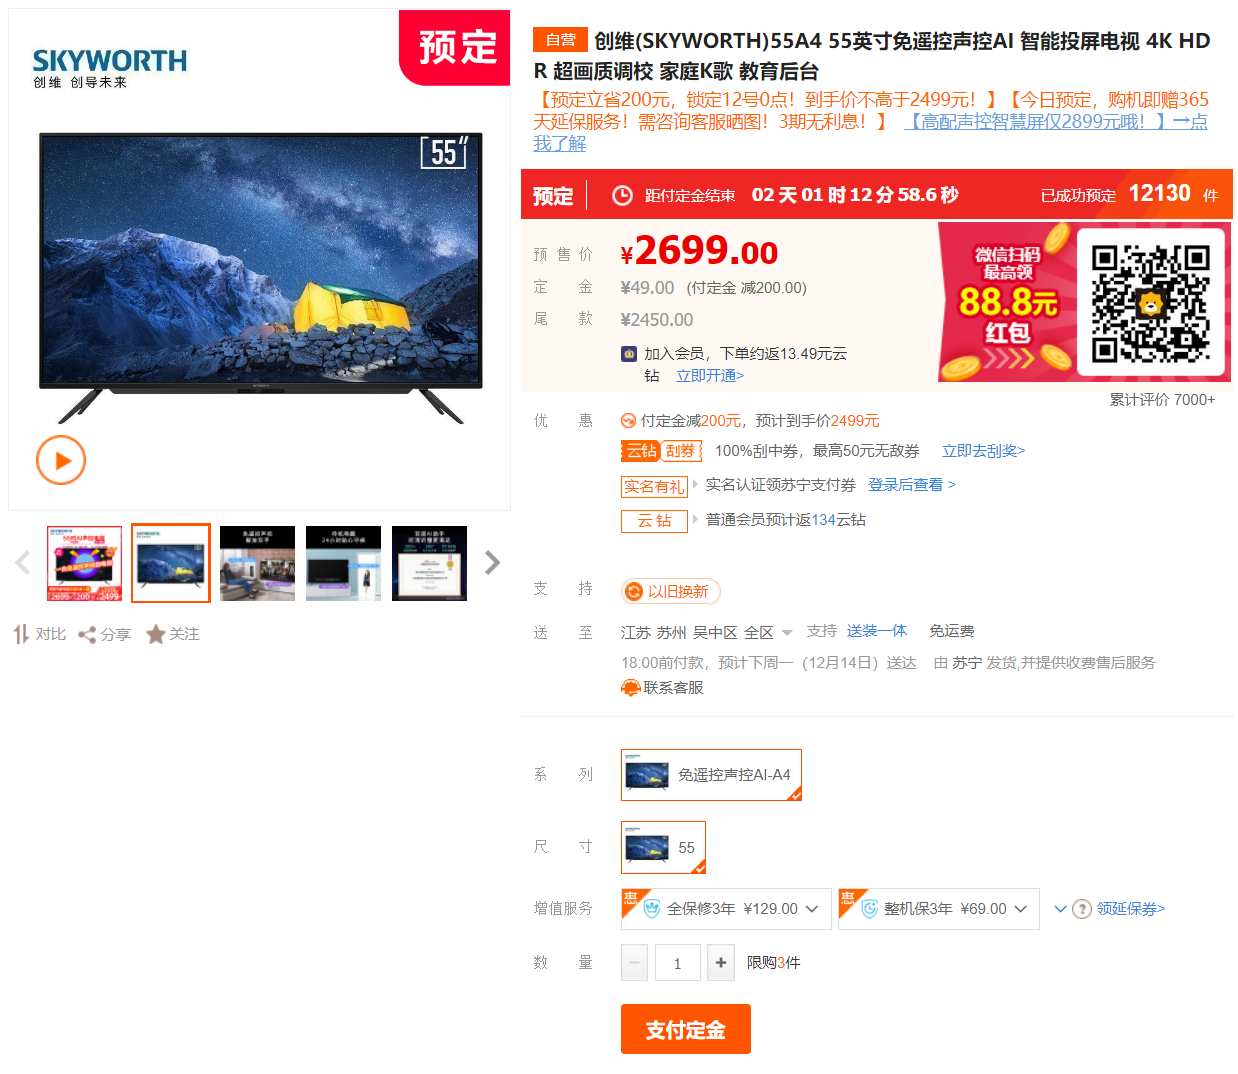 SKYWORTH
创维 创导未来
预定
55"
对比 分享 关注
自营 创维(SKYWORTH)55A4 55英寸免遥控声控AI 智能投屏电视 4K HD
R 超画质调校 家庭K歌 教育后台
【预定立省200元，锁定12号0点！到手价不高于2499元！】【今日预定，购机即赠365
天延保服务！需咨询客服晒图！3期无利息！】 【高配声控智慧屏仅2899元哦！】一点
我了解
预定 距付定金结束 02 天 01 时 12 分 58.6 秒 已成功预定 12130 件
预售价 ¥2699.00
定金 ¥49.00 (付定金 减200.00)
尾款 ¥2450.00
加入会员，下单约返13.49元云
钻 立即开通>
微信扫码
最高领
88.8元
红包
累计评价 7000+
优惠 付定金减200元，预计到手价2499元
云钻 刮券 100%刮中券，最高50元无敌券 立即去刮奖>
实名有礼 实名认证领苏宁支付券 登录后查看 >
云钻 普通会员预计返134云钻
支持 以旧换新
送至 江苏 苏州 吴中区 全区 支持 送装一体 免运费
18:00前付款，预计下周一（12月14日）送达 由 苏宁 发货,并提供收费售后服务
联系客服
系列 免遥控声控AI-A4
尺寸 55
增值服务 惠 全保修3年 ¥129.00 惠 整机保3年 ¥69.00 ? 领延保券>
数量 − 1 + 限购3件
支付定金